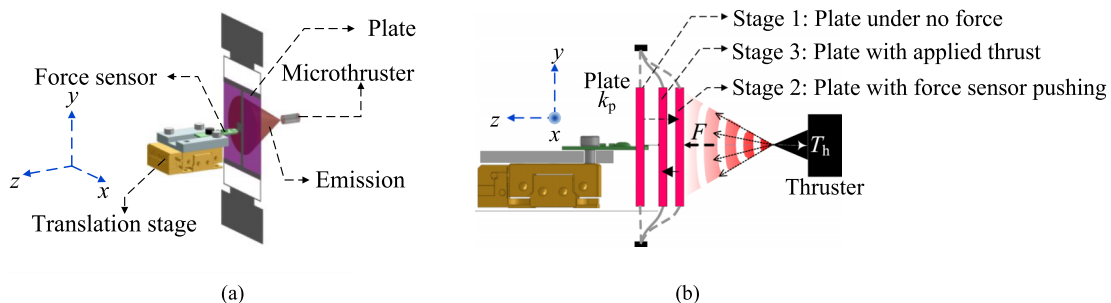 Plate
Force sensor
Microthruster
y
z
x
Emission
Translation stage
(a)
Stage 1: Plate under no force
Stage 3: Plate with applied thrust
Stage 2: Plate with force sensor pushing
y
Plate
kp
z
x
F
Th
Thruster
(b)